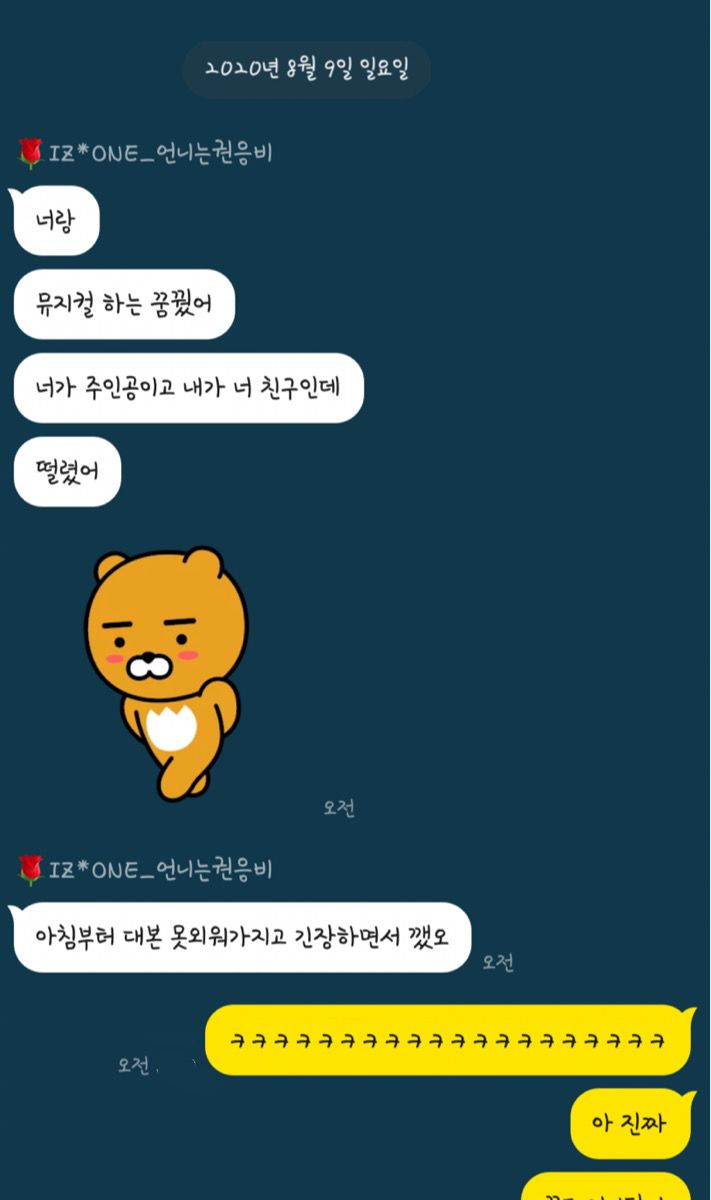 2020년 8월 9일 일요일
🌹IZ*ONE_언니는권응비
너랑
뮤지컬 하는 꿈꿨어
너가 주인공이고 내가 너 친구인데
떨렸어
오전
🌹IZ*ONE_언니는권응비
아침부터 대본 못외워가지고 긴장하면서 깼오
오전
ㅋㅋㅋㅋㅋㅋㅋㅋㅋㅋㅋㅋㅋㅋㅋㅋㅋㅋㅋㅋ
오전
아 진짜